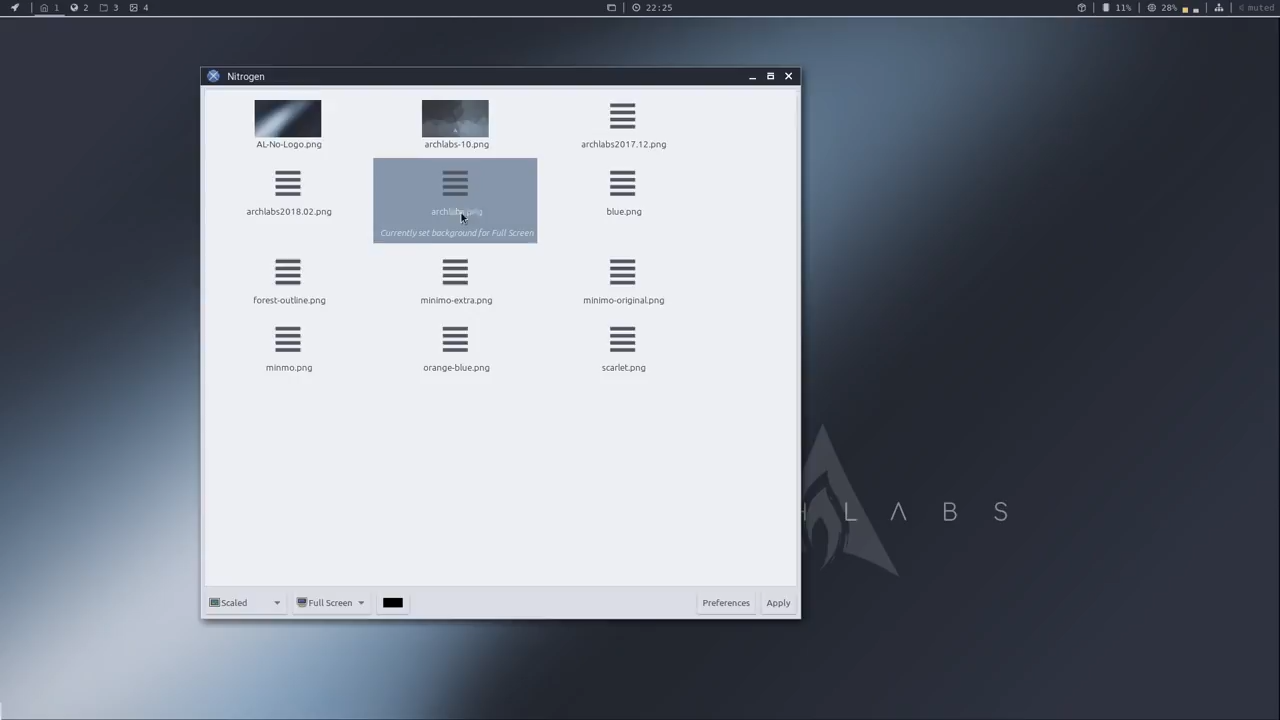 1 2 3 4 22:25 11% 28% muted
Nitrogen
AL-No-Logo.png archlabs-10.png archlabs2017.12.png
archlabs2018.02.png archlabs.png blue.png
Currently set background for Full Screen
forest-outline.png minimo-extra.png minimo-original.png
minmo.png orange-blue.png scarlet.png
H L A B S
Scaled Full Screen Preferences Apply